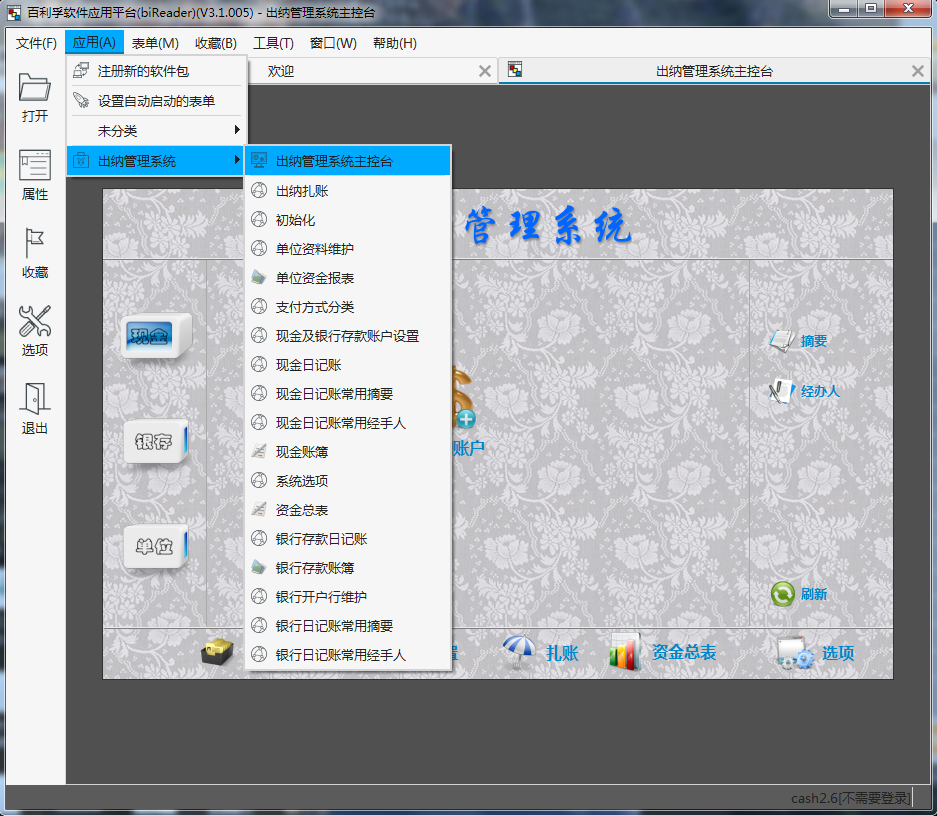 百利孚软件应用平台(biReader)(V3.1.005) - 出纳管理系统主控台
文件(F) 应用(A) 表单(M) 收藏(B) 工具(T) 窗口(W) 帮助(H)
欢迎
出纳管理系统主控台
打开
属性
收藏
选项
退出
注册新的软件包
设置自动启动的表单
未分类
出纳管理系统
出纳管理系统主控台
出纳扎账
初始化
单位资料维护
单位资金报表
支付方式分类
现金及银行存款账户设置
现金日记账
现金日记账常用摘要
现金日记账常用经手人
现金账簿
系统选项
资金总表
银行存款日记账
银行存款账簿
银行开户行维护
银行日记账常用摘要
银行日记账常用经手人
管理系统
现金
银存
单位
账户
摘要
经办人
刷新
置
扎账
资金总表
选项
cash2.6[不需要登录]